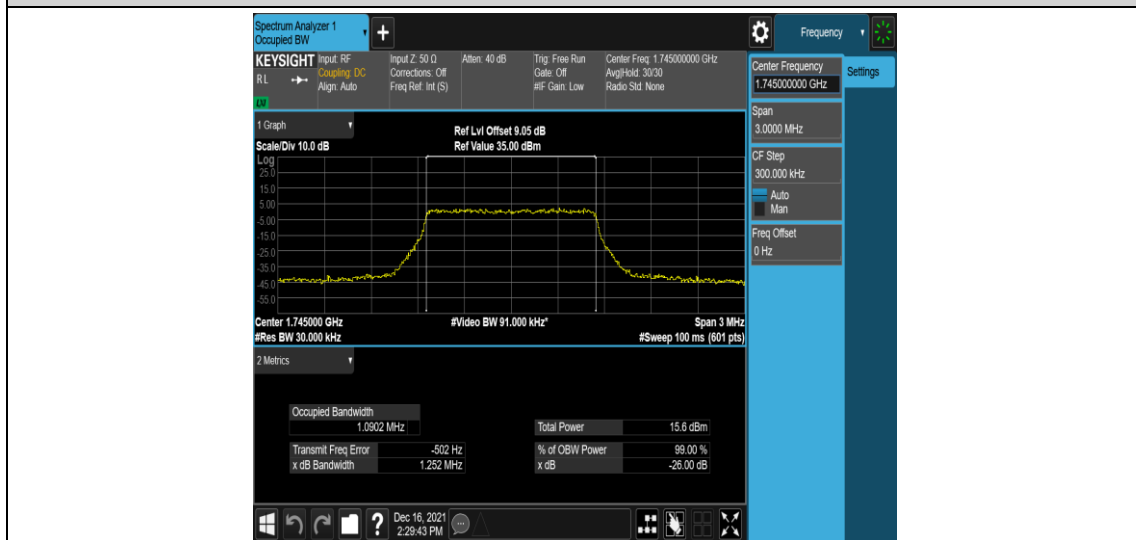 Spectrum Analyzer 1
Occupied BW
Frequency
KEYSIGHT Input: RF Input Z: 50 Ω Atten: 40 dB Trig: Free Run Center Freq: 1.745000000 GHz
RL Coupling: DC Corrections: Off Gate: Off Avg|Hold: 30/30
Align: Auto Freq Ref: Int (S) #IF Gain: Low Radio Std: None
LXI
Center Frequency
1.745000000 GHz
Settings
Span
3.0000 MHz
CF Step
300.000 kHz
Auto
Man
Freq Offset
0 Hz
1 Graph
Ref Lvl Offset 9.05 dB
Scale/Div 10.0 dB Ref Value 35.00 dBm
Log
25.0
15.0
5.00
-5.00
-15.0
-25.0
-35.0
-45.0
-55.0
Center 1.745000 GHz #Video BW 91.000 kHz* Span 3 MHz
#Res BW 30.000 kHz #Sweep 100 ms (601 pts)
2 Metrics
Occupied Bandwidth
1.0902 MHz Total Power 15.6 dBm
Transmit Freq Error -502 Hz % of OBW Power 99.00 %
x dB Bandwidth 1.252 MHz x dB -26.00 dB
Dec 16, 2021
2:29:43 PM